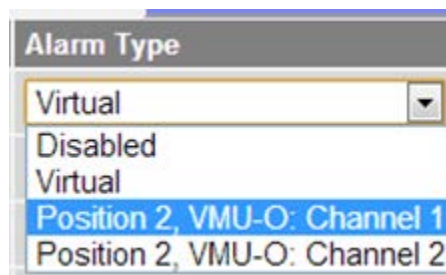 Alarm Type
Virtual
Disabled
Virtual
Position 2, VMU-O: Channel 1
Position 2, VMU-O: Channel 2